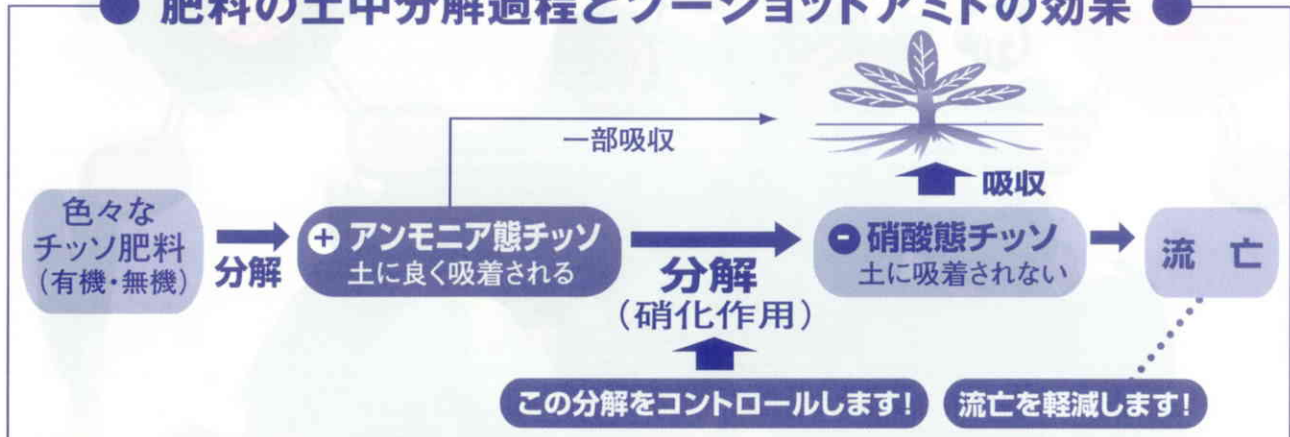 ● 肥料の土中分解過程とツーショットアミドの効果 ●
一部吸収
吸収
色々な
チッソ肥料
(有機・無機)
分解
+ アンモニア態チッソ
土に良く吸着される
分解
(硝化作用)
- 硝酸態チッソ
土に吸着されない
流 亡
この分解をコントロールします!
流亡を軽減します!